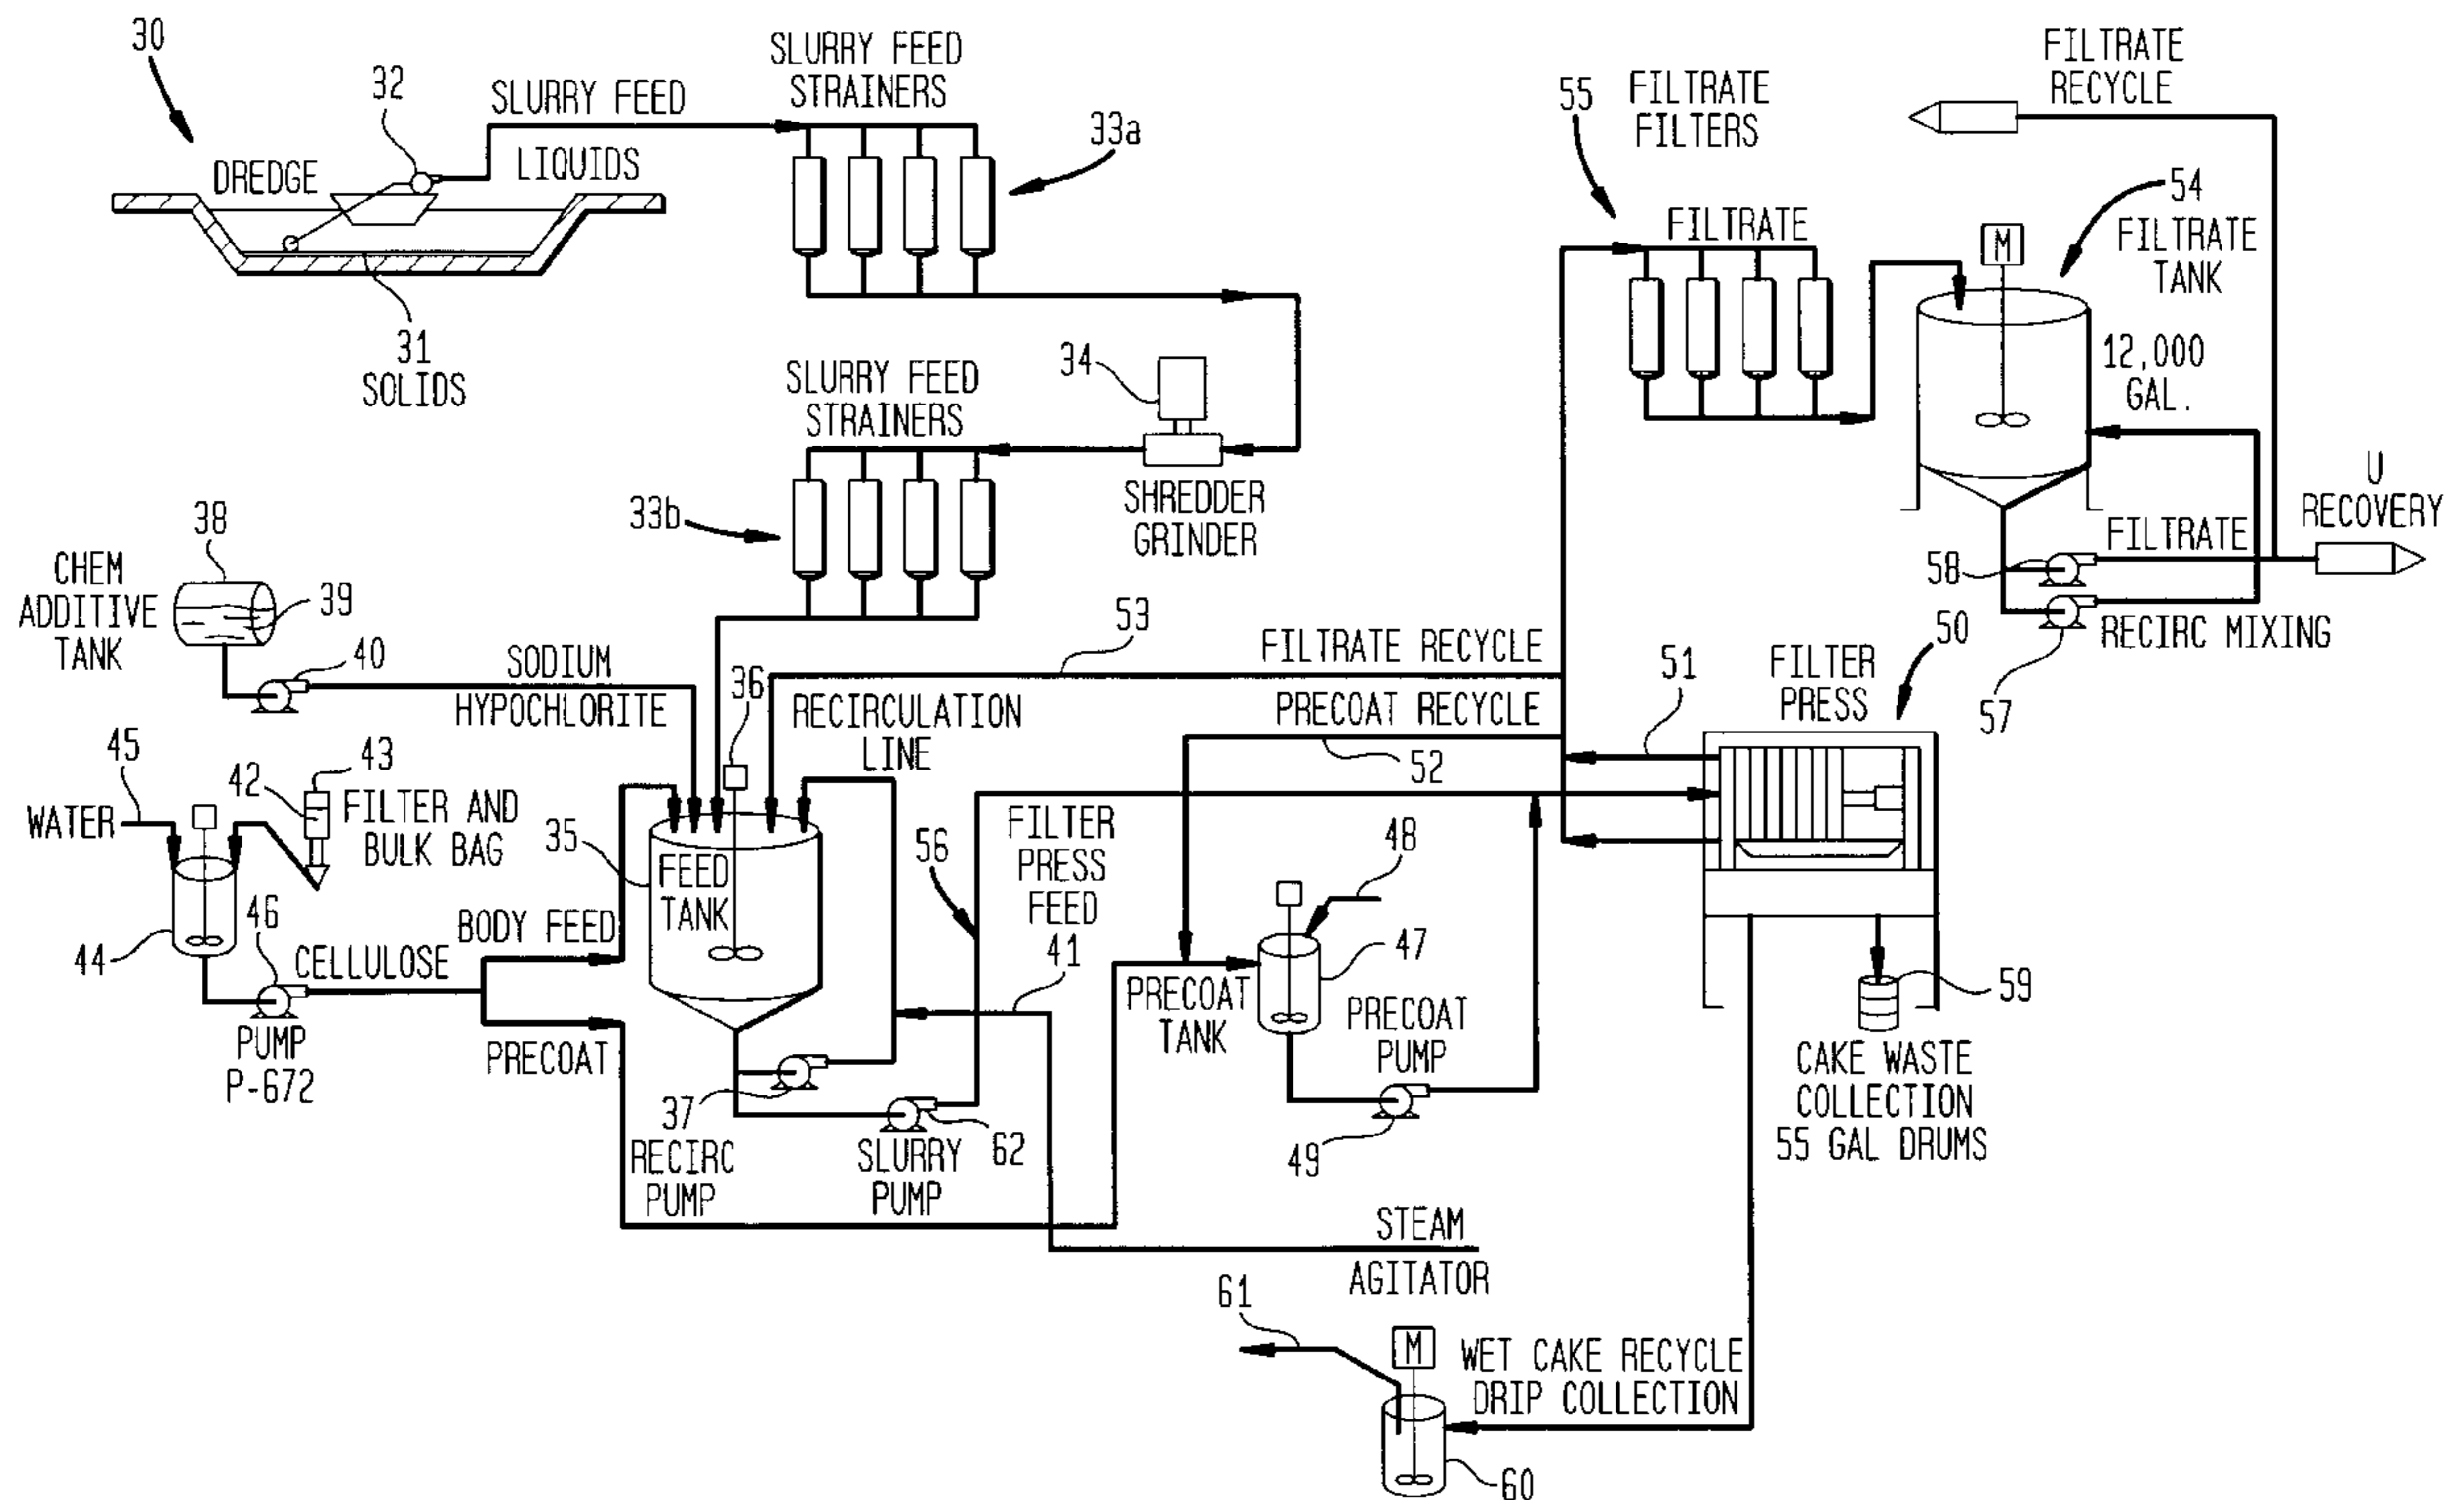 30
32
SLURRY FEED
SLURRY FEED
STRAINERS
33a
DREDGE
LIQUIDS
31
SOLIDS
55
FILTRATE
FILTERS
FILTRATE
RECYCLE
54
FILTRATE
TANK
FILTRATE
M
12,000
GAL.
34
SLURRY FEED
STRAINERS
SHREDDER
GRINDER
33b
U
RECOVERY
FILTRATE
58
RECIRC MIXING
57
38
CHEM
ADDITIVE
TANK
39
40
SODIUM
HYPOCHLORITE
53
FILTRATE RECYCLE
36
RECIRCULATION
LINE
PRECOAT RECYCLE
52
51
FILTER
PRESS
50
45
WATER
42
43
FILTER AND
BULK BAG
35
FEED
TANK
56
FILTER
PRESS
FEED
41
48
47
44
46
CELLULOSE
BODY FEED
PUMP
P-672
PRECOAT
PRECOAT
TANK
PRECOAT
PUMP
49
37
RECIRC
PUMP
SLURRY
PUMP
62
59
CAKE WASTE
COLLECTION
55 GAL DRUMS
STEAM
AGITATOR
61
M
WET CAKE RECYCLE
DRIP COLLECTION
60